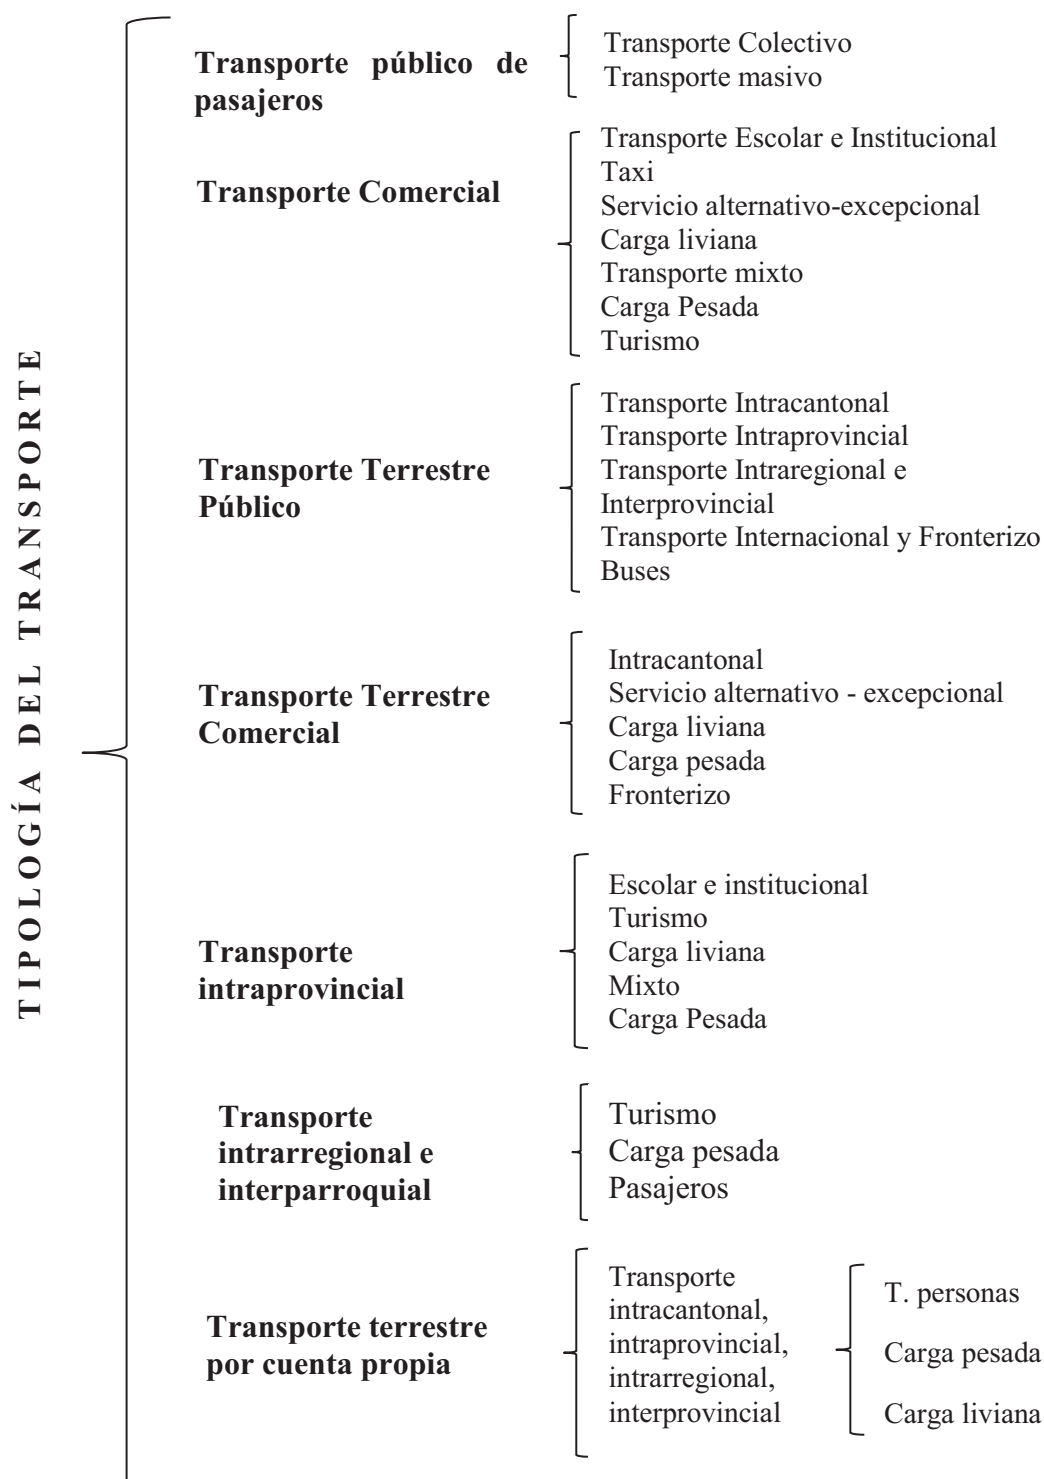 TIPOLOGÍA DEL TRANSPORTE
Transporte público de
pasajeros
Transporte Colectivo
Transporte masivo
Transporte Comercial
Transporte Escolar e Institucional
Taxi
Servicio alternativo-excepcional
Carga liviana
Transporte mixto
Carga Pesada
Turismo
Transporte Terrestre
Público
Transporte Intracantonal
Transporte Intraprovincial
Transporte Intraregional e
Interprovincial
Transporte Internacional y Fronterizo
Buses
Transporte Terrestre
Comercial
Intracantonal
Servicio alternativo - excepcional
Carga liviana
Carga pesada
Fronterizo
Transporte
intraprovincial
Escolar e institucional
Turismo
Carga liviana
Mixto
Carga Pesada
Transporte
intrarregional e
interparroquial
Turismo
Carga pesada
Pasajeros
Transporte terrestre
por cuenta propia
Transporte
intracantonal,
intraprovincial,
intrarregional,
interprovincial
T. personas
Carga pesada
Carga liviana